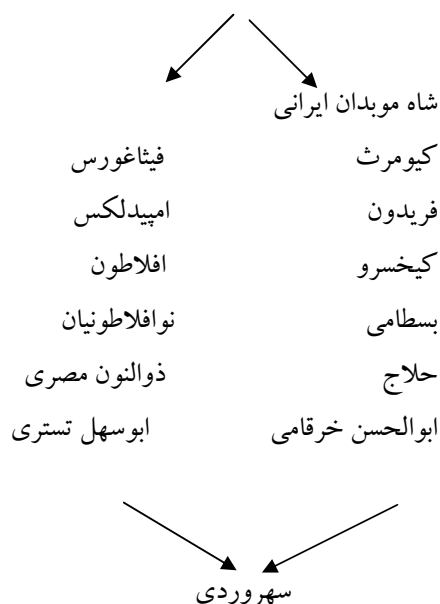 شاه موبدان ایرانی
کیومرث فیثاغورس
فریدون امپیدلکس
کیخسرو افلاطون
بسطامی نوافلاطونیان
حلاج ذوالنون مصری
ابوالحسن خرقامی ابوسهل تستری
سهروردی